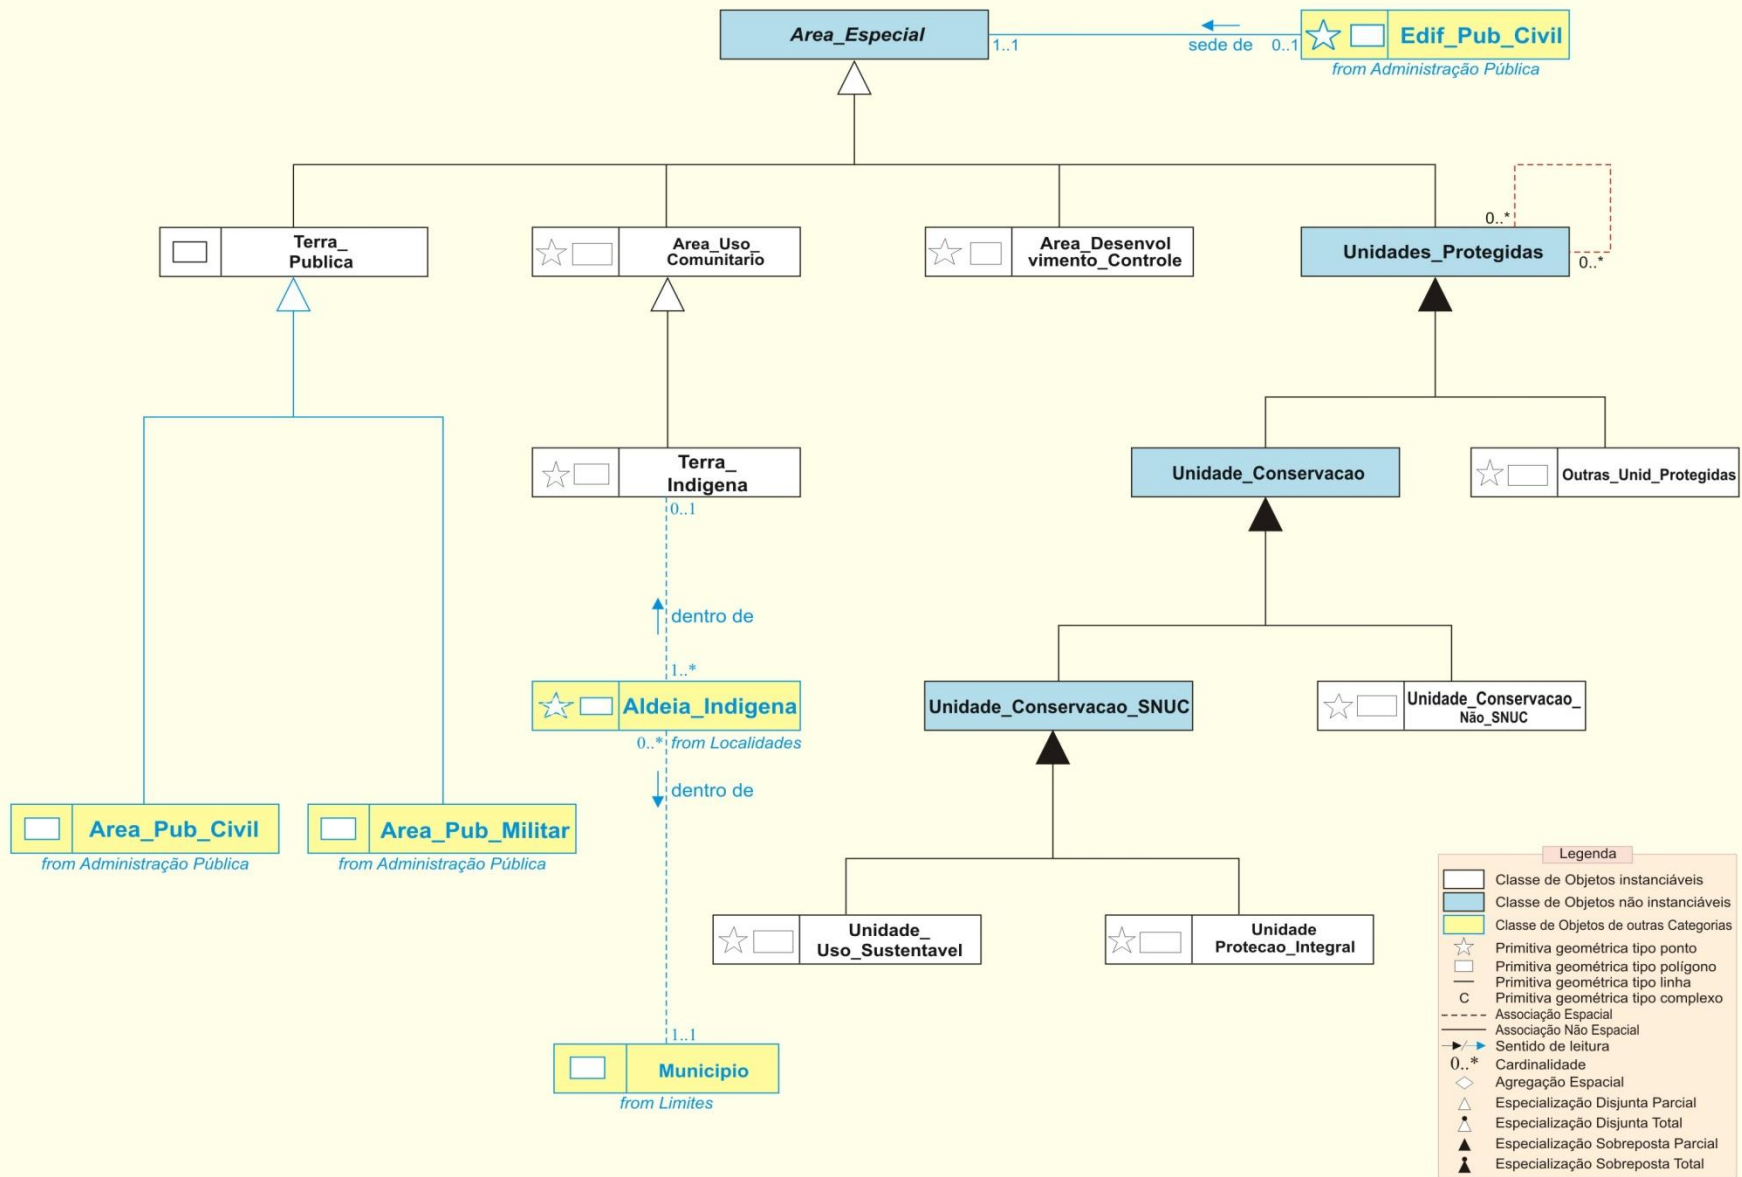 Area_Especial
1..1
sede de
0..1
Edif_Pub_Civil
from Administração Pública
Terra_
Publica
Area_Uso_
Comunitario
Area_Desenvol
vimento_Controle
0..*
Unidades_Protegidas
0..*
Terra_
Indigena
0..1
Unidade_Conservacao
Outras_Unid_Protegidas
dentro de
1..*
Aldeia_Indigena
0..* from Localidades
dentro de
Unidade_Conservacao_SNUC
Unidade_Conservacao_
Não_SNUC
Area_Pub_Civil
from Administração Pública
Area_Pub_Militar
from Administração Pública
Unidade_
Uso_Sustentavel
Unidade
Protecao_Integral
1..1
Municipio
from Limites
Legenda
Classe de Objetos instanciáveis
Classe de Objetos não instanciáveis
Classe de Objetos de outras Categorias
Primitiva geométrica tipo ponto
Primitiva geométrica tipo polígono
Primitiva geométrica tipo linha
C Primitiva geométrica tipo complexo
Associação Espacial
Associação Não Espacial
Sentido de leitura
0..* Cardinalidade
Agregação Espacial
Especialização Disjunta Parcial
Especialização Disjunta Total
Especialização Sobreposta Parcial
Especialização Sobreposta Total